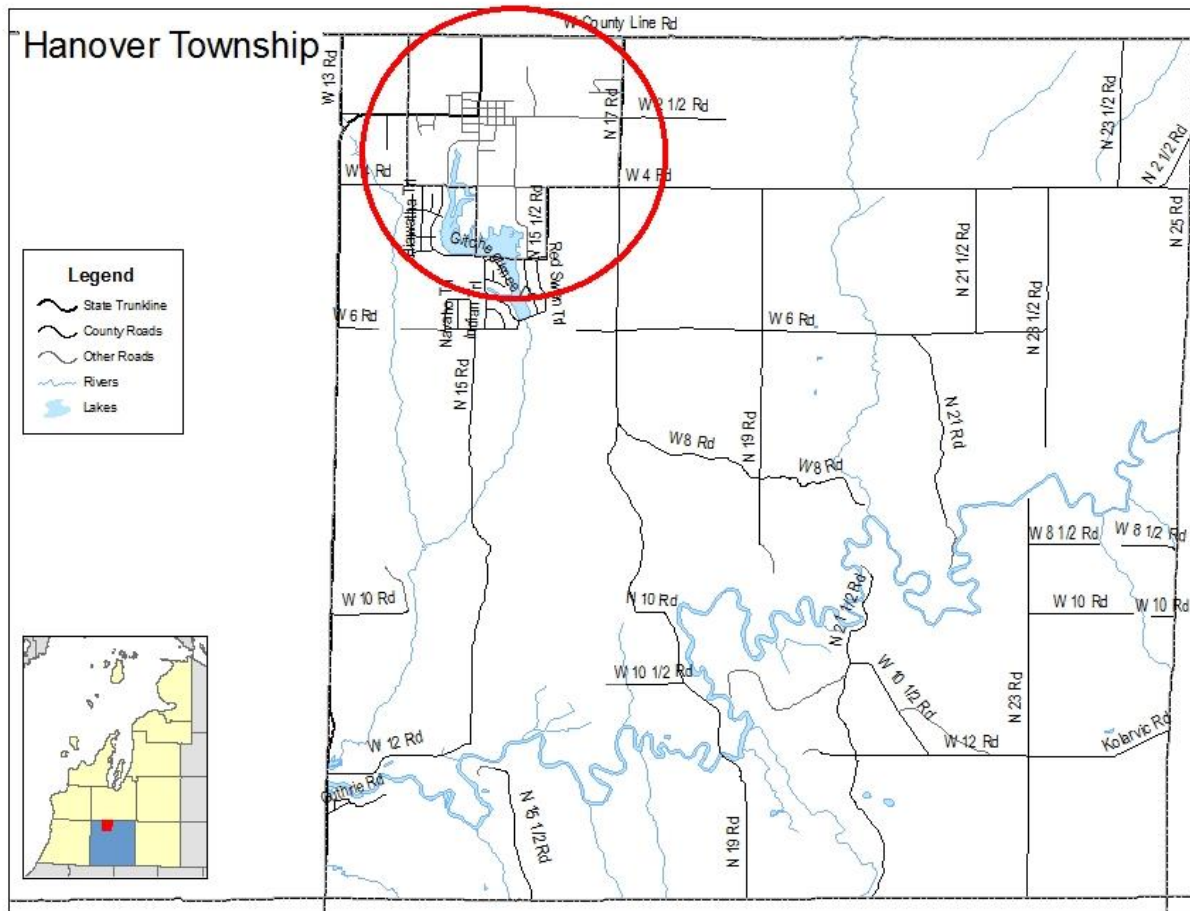 W County Line Rd
Hanover Township
W 13 Rd
N 17 Rd
W 2 1/2 Rd
N 23 1/2 Rd
N 2 1/2 Rd
W 4 Rd
W 4 Rd
Hiawatha Trl
N 15 1/2 Rd
N 25 Rd
Gitche gumee
Red Swan Trl
N 21 1/2 Rd
Legend
State Trunkline
County Roads
Other Roads
Rivers
Lakes
Navaho Trl
Indian Trl
W 6 Rd
W 6 Rd
N 23 1/2 Rd
N 15 Rd
N 19 Rd
N 21 Rd
W 8 Rd
W 8 Rd
W 8 1/2 Rd
W 8 1/2 Rd
W 10 Rd
N 10 Rd
N 21 1/2 Rd
W 10 Rd
W 10 Rd
W 10 1/2 Rd
W 10 1/2 Rd
N 23 Rd
W 12 Rd
W 12 Rd
Kolarvic Rd
Guthrie Rd
N 15 1/2 Rd
N 19 Rd